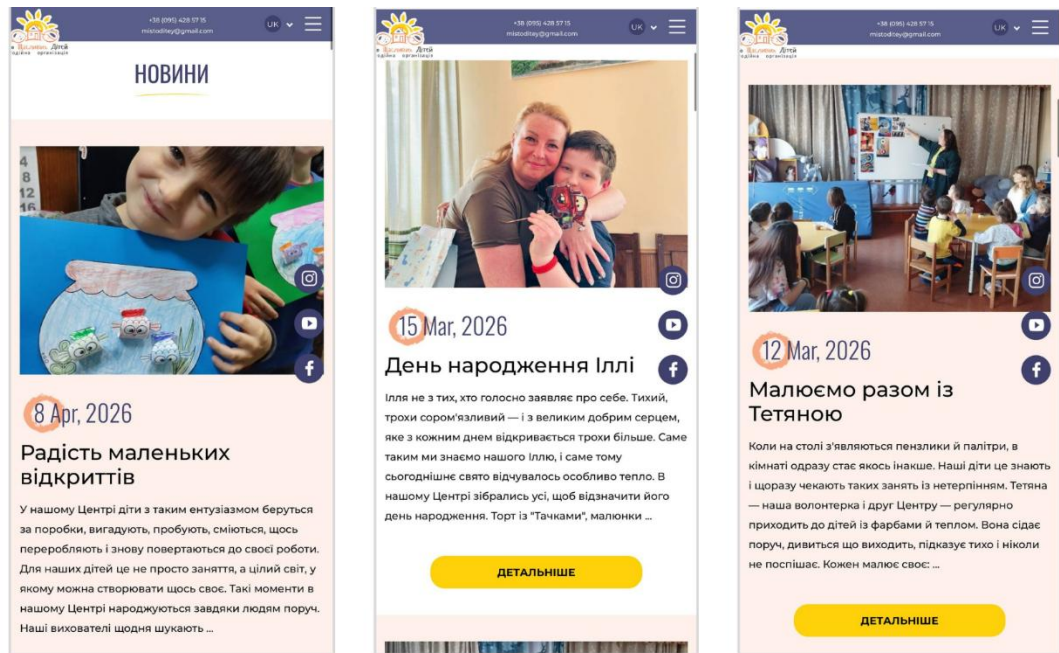 +38 (095) 428 57 15
mistoditey@gmail.com
UK
НОВИНИ
4
8
12
16
8 Apr, 2026
Радість маленьких
відкриттів
У нашому Центрі діти з таким ентузіазмом беруться
за поробки, вигадують, пробують, сміються, щось
переробляють і знову повертаються до своєї роботи.
Для наших дітей це не просто заняття, а цілий світ, у
якому можна створювати щось своє. Такі моменти в
нашому Центрі народжуються завдяки людям поруч.
Наші вихователі щодня шукають ...
+38 (095) 428 57 15
mistoditey@gmail.com
UK
15 Mar, 2026
День народження Іллі
Ілля не з тих, хто голосно заявляє про себе. Тихий,
трохи сором'язливий — і з великим добрим серцем,
яке з кожним днем відкривається трохи більше. Саме
таким ми знаємо нашого Іллю, і саме тому
сьогоднішнє свято відчувалось особливо тепло. В
нашому Центрі зібрались усі, щоб відзначити його
день народження. Торт із "Тачками", малюнки ...
ДЕТАЛЬНІШЕ
+38 (095) 428 57 15
mistoditey@gmail.com
UK
12 Mar, 2026
Малюємо разом із
Тетяною
Коли на столі з'являються пензлики й палітри, в
кімнаті одразу стає якось інакше. Наші діти це знають
і щоразу чекають таких занять із нетерпінням. Тетяна
— наша волонтерка і друг Центру — регулярно
приходить до дітей із фарбами й теплом. Вона сідає
поруч, дивиться що виходить, підказує тихо і ніколи
не поспішає. Кожен малює своє: ...
ДЕТАЛЬНІШЕ